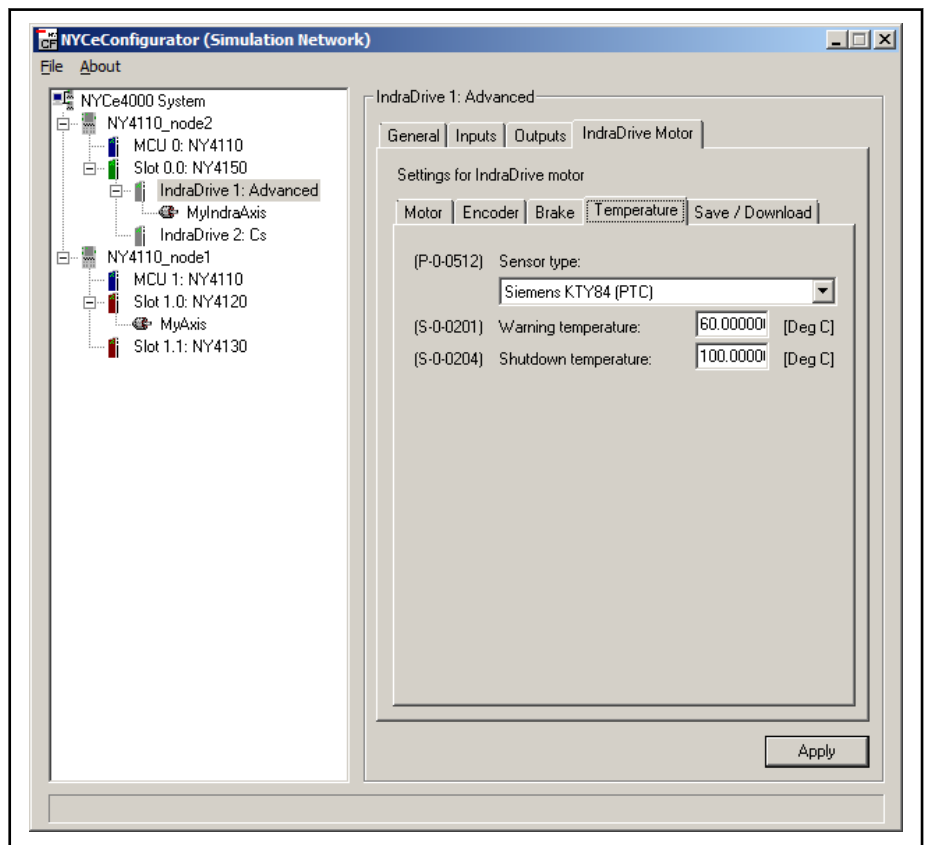 NYCeConfigurator (Simulation Network)
File About
NYCe4000 System
NY4110_node2
MCU 0: NY4110
Slot 0.0: NY4150
IndraDrive 1: Advanced
MyIndraAxis
IndraDrive 2: Cs
NY4110_node1
MCU 1: NY4110
Slot 1.0: NY4120
MyAxis
Slot 1.1: NY4130
IndraDrive 1: Advanced
General Inputs Outputs IndraDrive Motor
Settings for IndraDrive motor
Motor Encoder Brake Temperature Save / Download
(P-0-0512) Sensor type:
Siemens KTY84 (PTC)
(S-0-0201) Warning temperature: 60.00000 [Deg C]
(S-0-0204) Shutdown temperature: 100.0000 [Deg C]
Apply